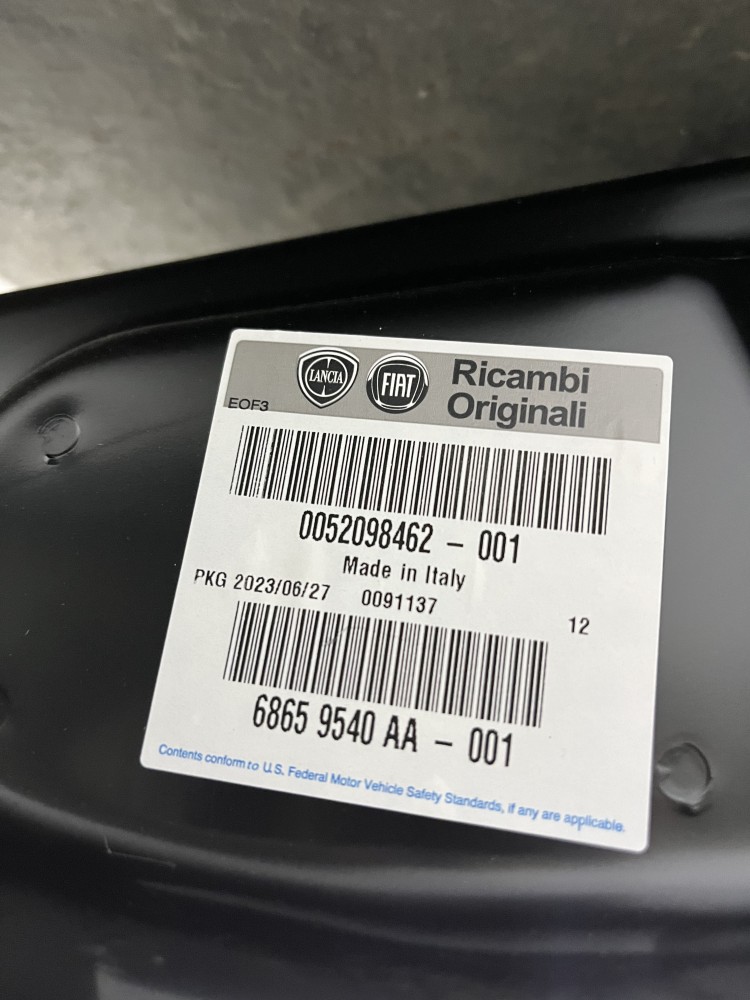 LANCIA FIAT Ricambi
Originali
EOF3
0052098462 - 001
Made in Italy
PKG 2023/06/27 0091137
12
6865 9540 AA - 001
Contents conform to U.S. Federal Motor Vehicle Safety Standards, if any are applicable.